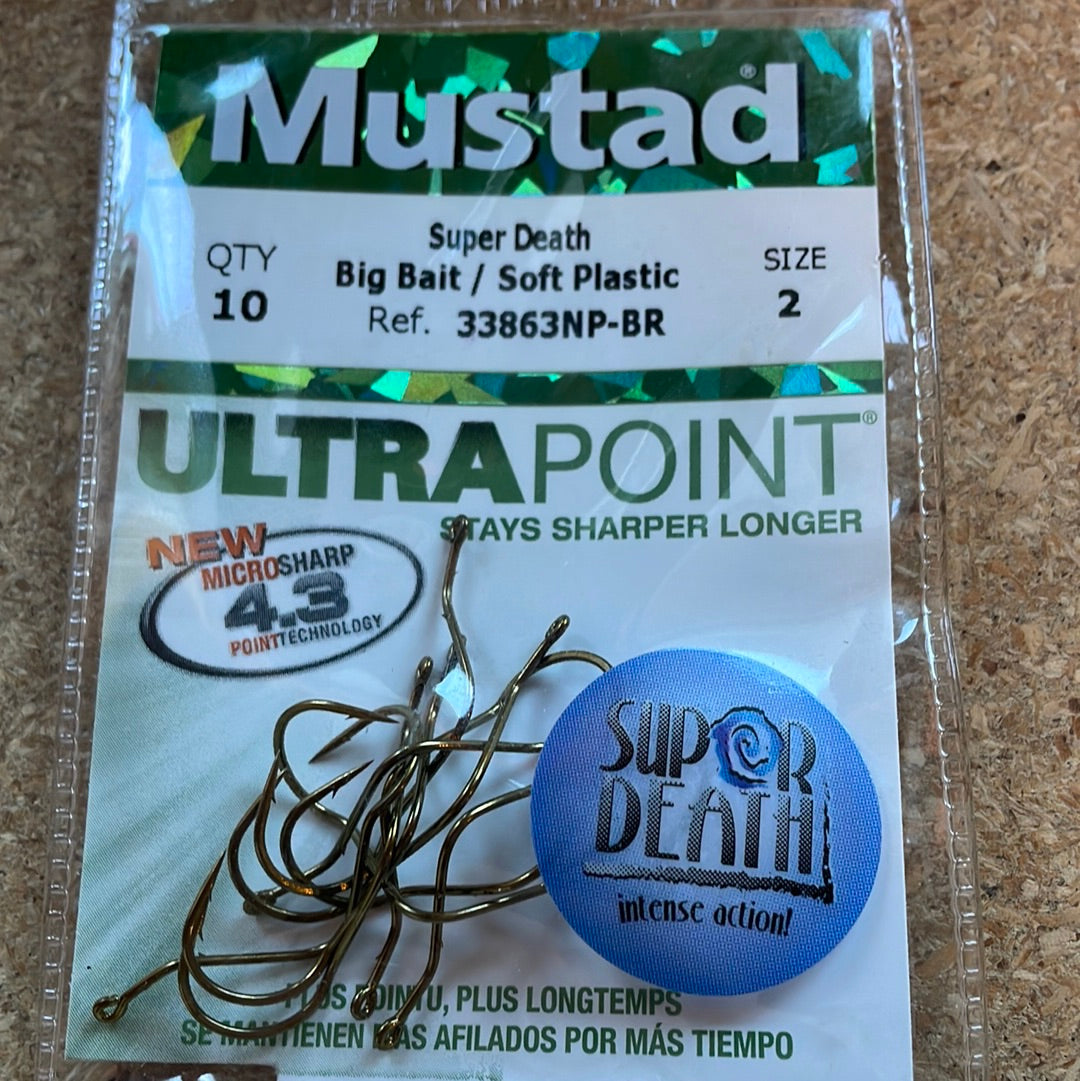 Mustad®
Super Death
QTY Big Bait / Soft Plastic SIZE
10 Ref. 33863NP-BR 2
ULTRAPOINT®
STAYS SHARPER LONGER
NEW
MICROSHARP
4.3
POINTTECHNOLOGY
SUPER
DEATH
intense action!
PLUS POINTU, PLUS LONGTEMPS
SE MANTIENEN MAS AFILADOS POR MÁS TIEMPO